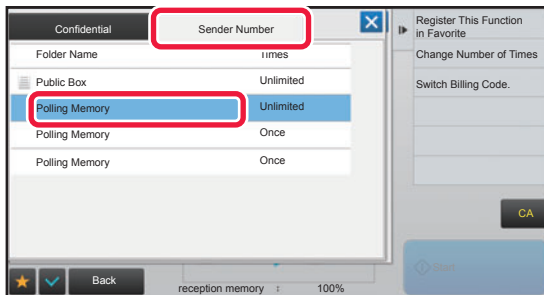 Confidential
Sender Number
Register This Function
in Favorite
Folder Name
Times
Change Number of Times
Public Box
Unlimited
Switch Billing Code.
Polling Memory
Unlimited
Polling Memory
Once
Polling Memory
Once
CA
Start
Back
reception memory : 100%